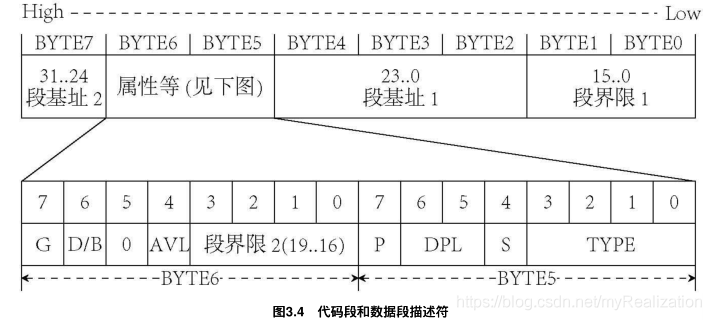 High Low
BYTE7 BYTE6 BYTE5 BYTE4 BYTE3 BYTE2 BYTE1 BYTE0
31..24 23..0 15..0
段基址 2 属性等 (见下图) 段基址 1 段界限 1
7 6 5 4 3 2 1 0 7 6 5 4 3 2 1 0
G D/B 0 AVL 段界限 2(19..16) P DPL S TYPE
BYTE6 BYTE5
https://blog.csdn.net/myRealization
图3.4 代码段和数据段描述符